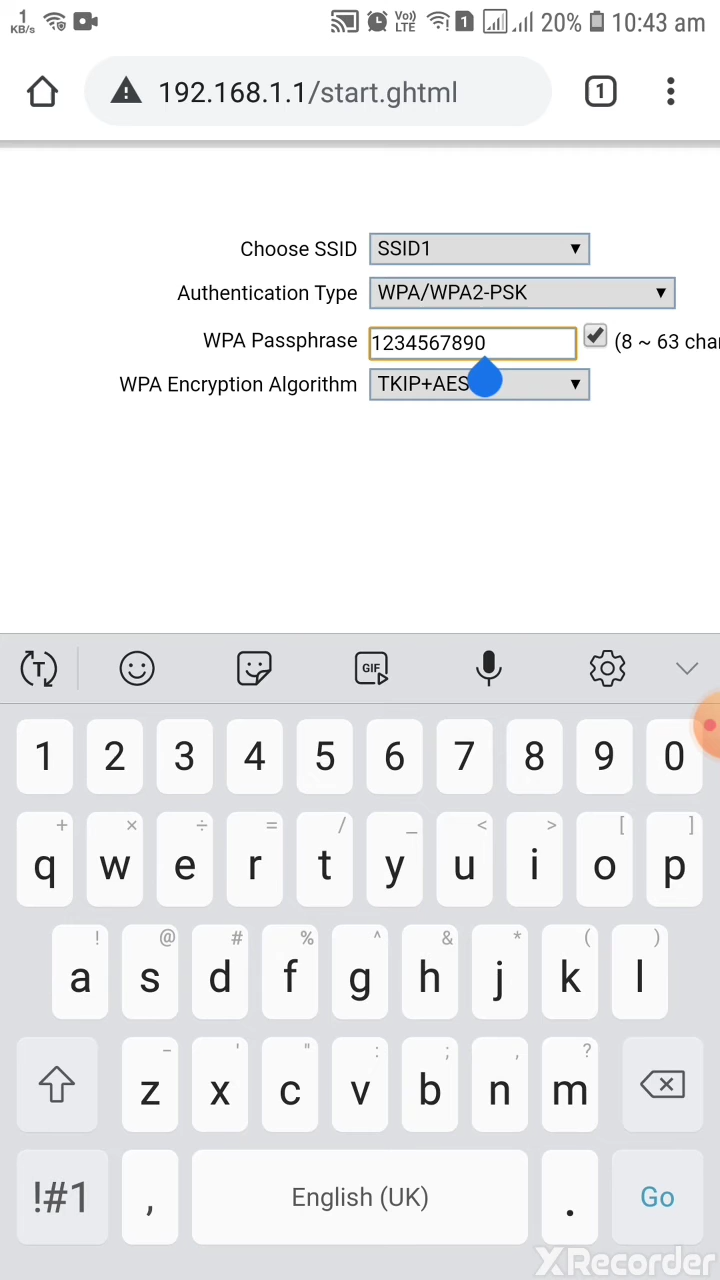 1 KB/s Vo)) LTE 1 20% 10:43 am
192.168.1.1/start.ghtml 1
Choose SSID SSID1
Authentication Type WPA/WPA2-PSK
WPA Passphrase 1234567890 (8 ~ 63 char
WPA Encryption Algorithm TKIP+AES
T GIF
1 2 3 4 5 6 7 8 9 0
+ × ÷ = / _ < > [ ]
q w e r t y u i o p
! @ # % ^ & * ( )
a s d f g h j k l
- ' " : ; , ?
z x c v b n m
!#1 , English (UK) . Go
XRecorder